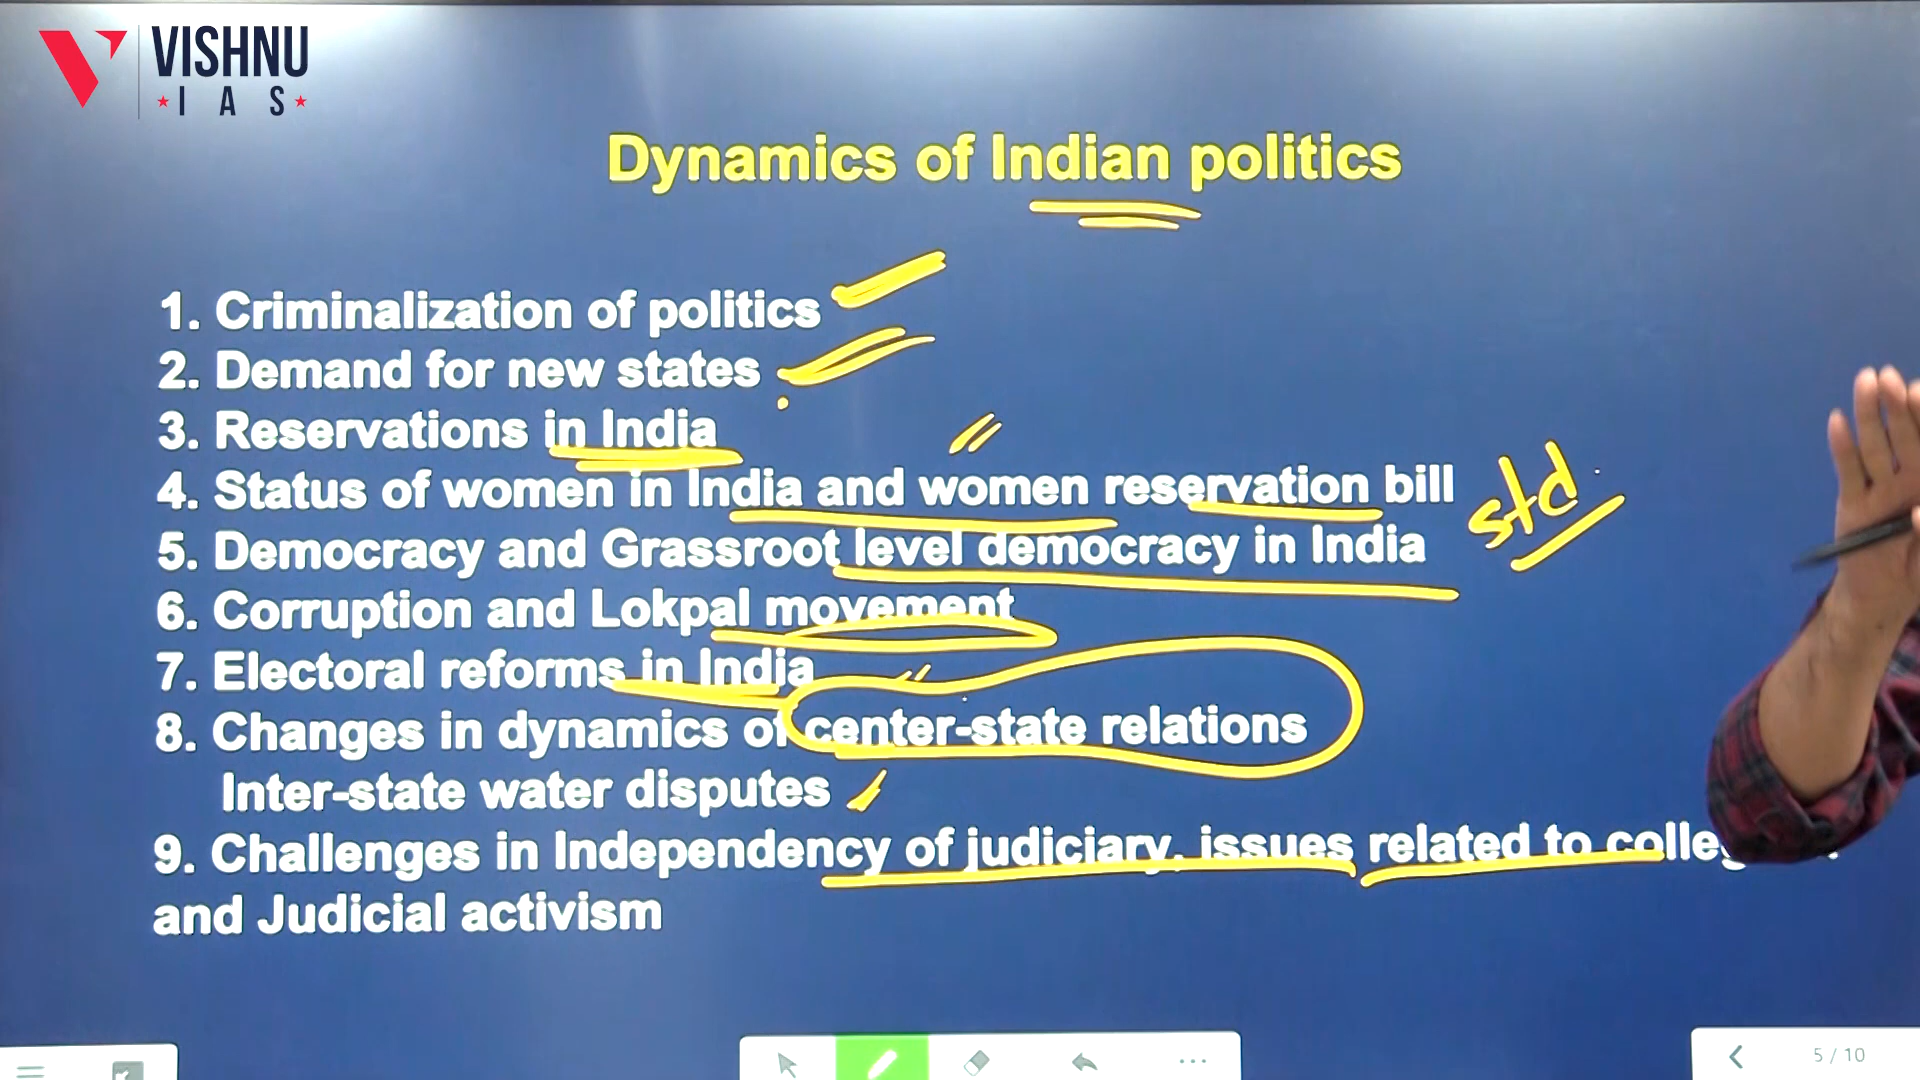 VISHNU
IAS
Dynamics of Indian politics
1. Criminalization of politics
2. Demand for new states
3. Reservations in India
4. Status of women in India and women reservation bill
std
5. Democracy and Grassroot level democracy in India
6. Corruption and Lokpal movement
7. Electoral reforms in India
8. Changes in dynamics of center-state relations
Inter-state water disputes
9. Challenges in Independency of judiciary, issues related to
and Judicial activism
5 / 10